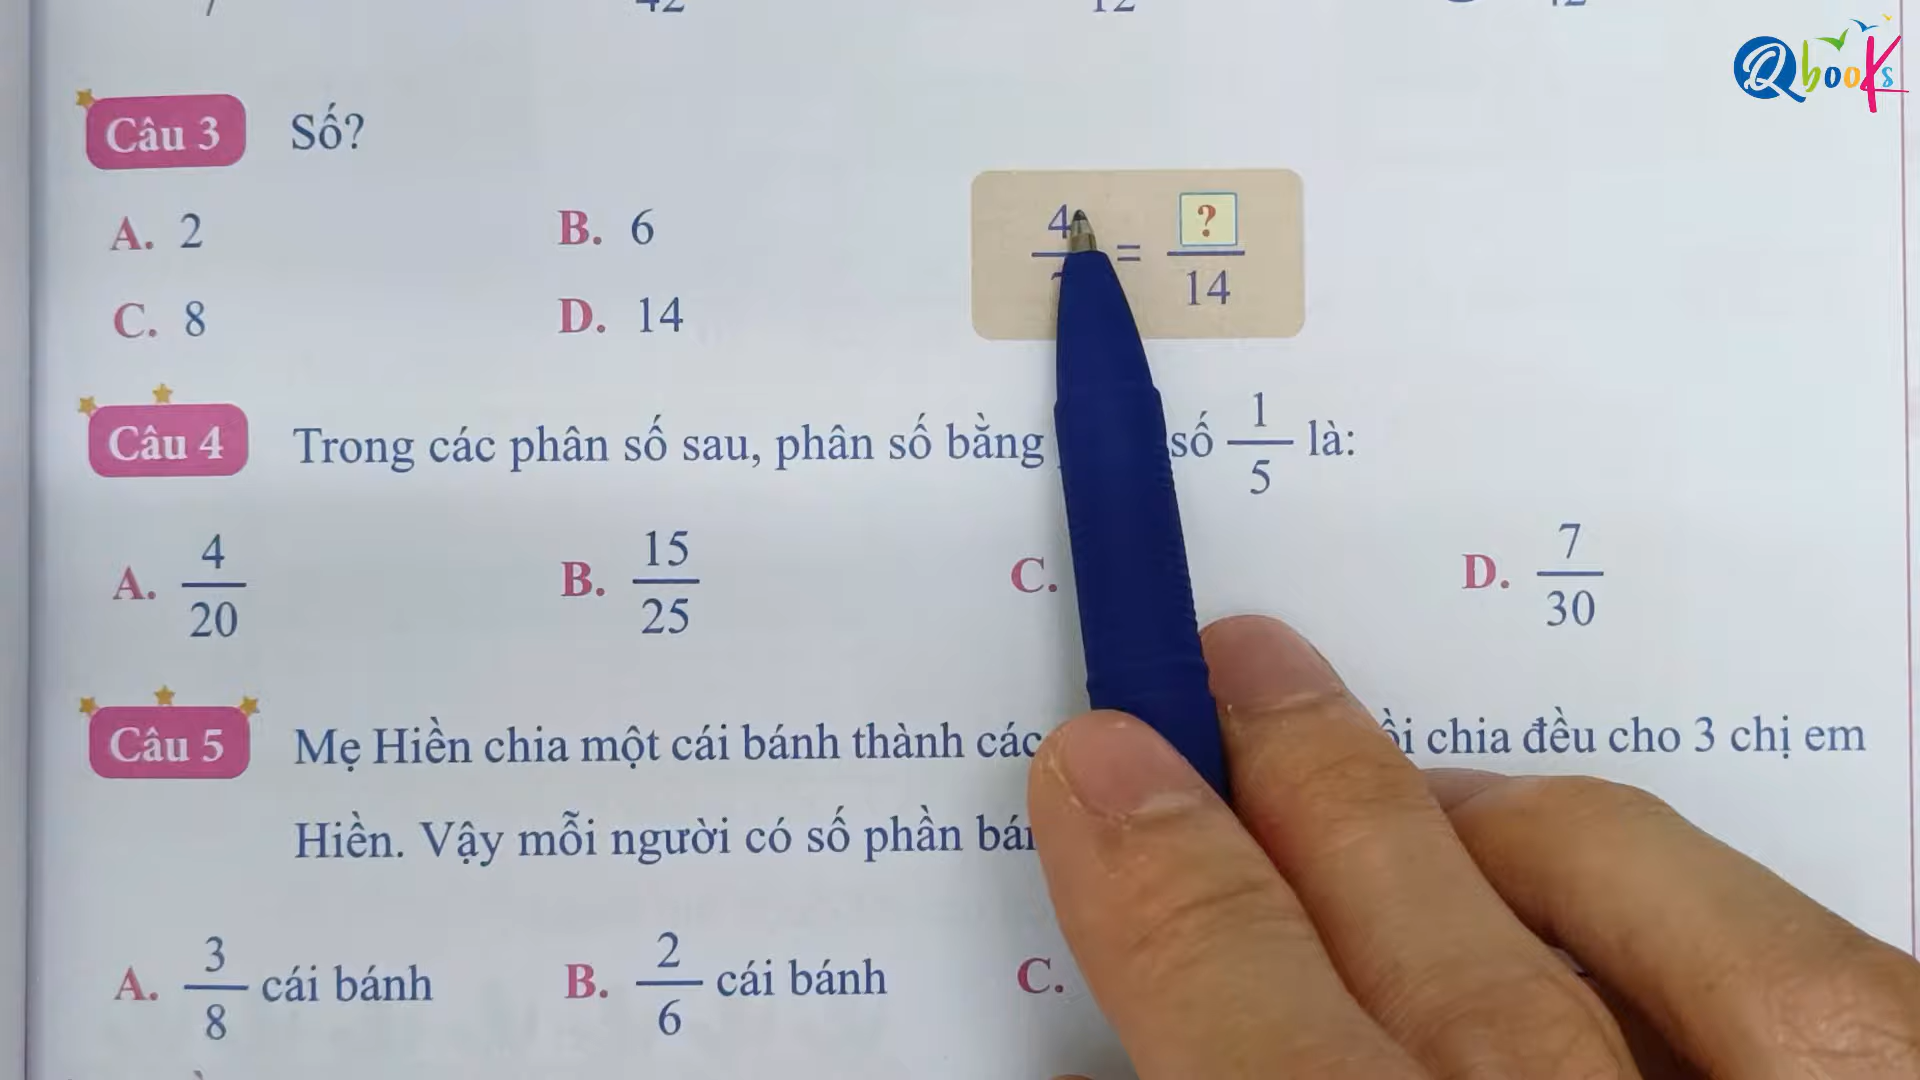 Qbooks
Câu 3 Số?
A. 2 B. 6
C. 8 D. 14
4 = ?
14
Câu 4 Trong các phân số sau, phân số bằng số 1/5 là:
A. 4/20 B. 15/25 C. D. 7/30
Câu 5 Mẹ Hiền chia một cái bánh thành các chia đều cho 3 chị em
Hiền. Vậy mỗi người có số phần
A. 3/8 cái bánh B. 2/6 cái bánh C.